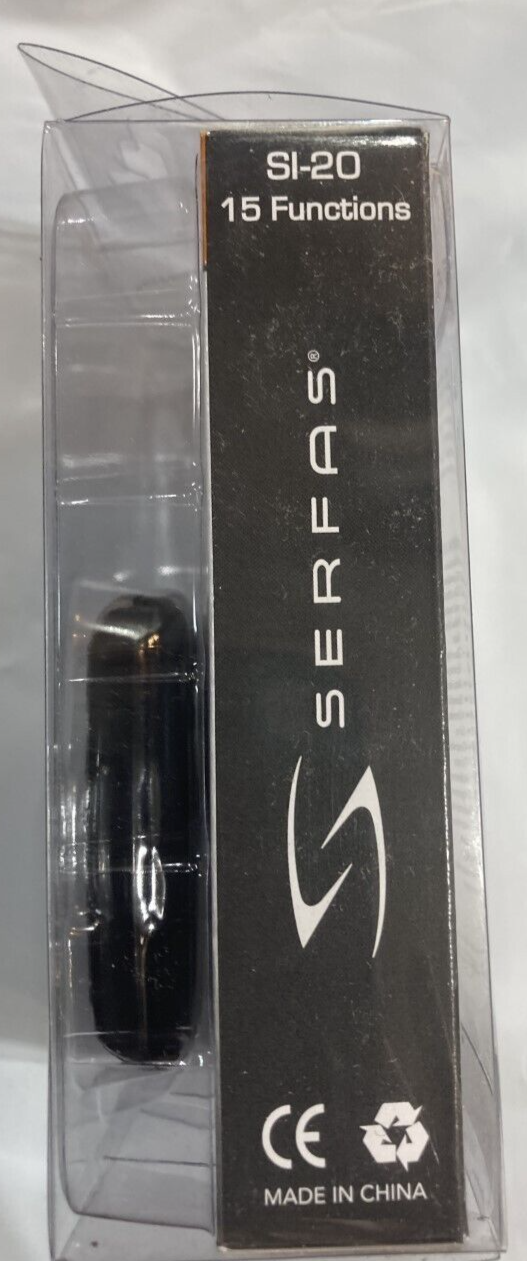 SI-20
15 Functions
SERFAS®
CE
MADE IN CHINA